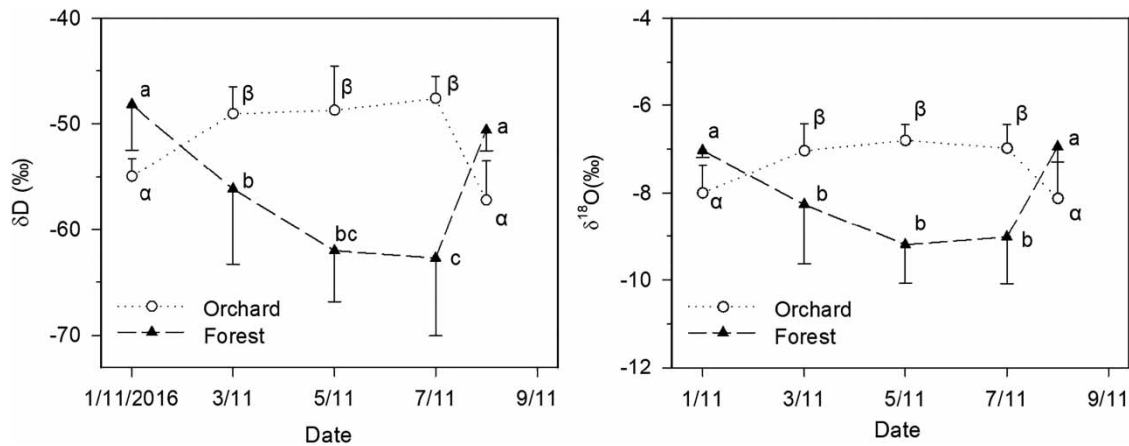 -40
-50
-60
-70
δD (‰)
a
α
β
b
β
bc
β
c
a
α
Orchard
Forest
1/11/2016 3/11 5/11 7/11 9/11
Date
-4
-6
-8
-10
-12
δ¹⁸O(‰)
a
α
β
b
β
b
β
b
a
α
Orchard
Forest
1/11 3/11 5/11 7/11 9/11
Date